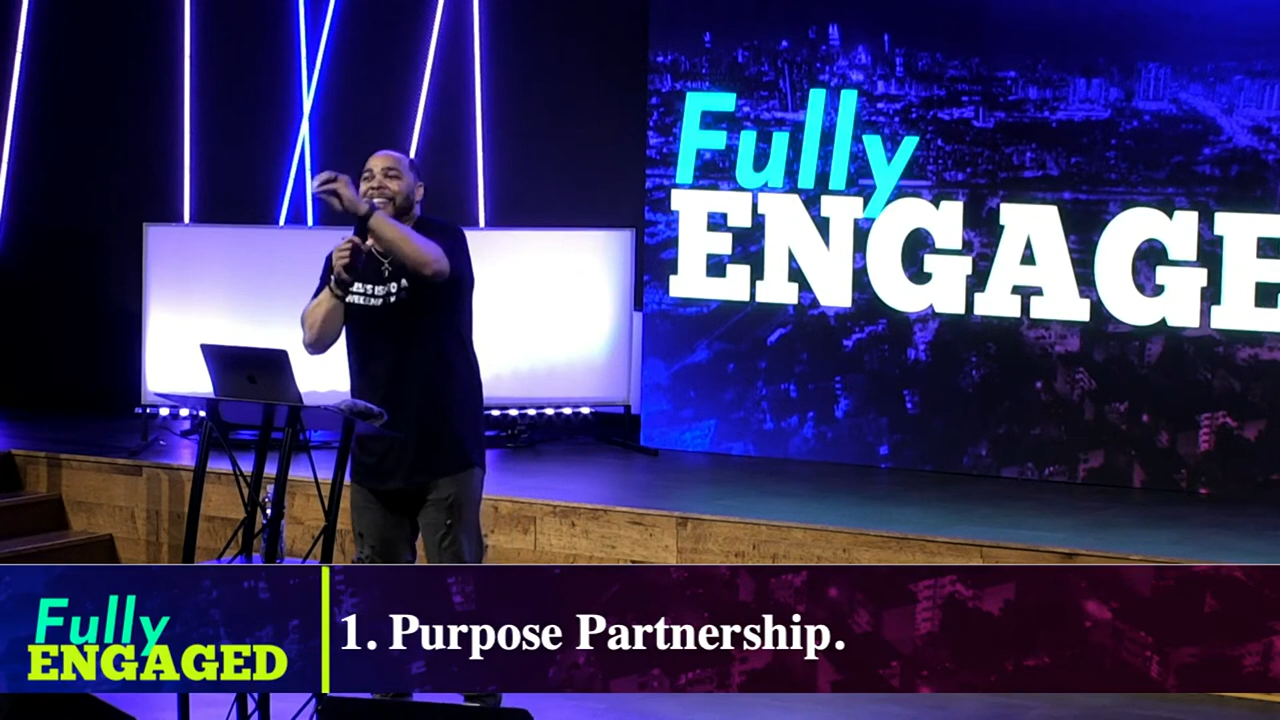 Fully
ENGAGE
Fully
ENGAGED
1. Purpose Partnership.